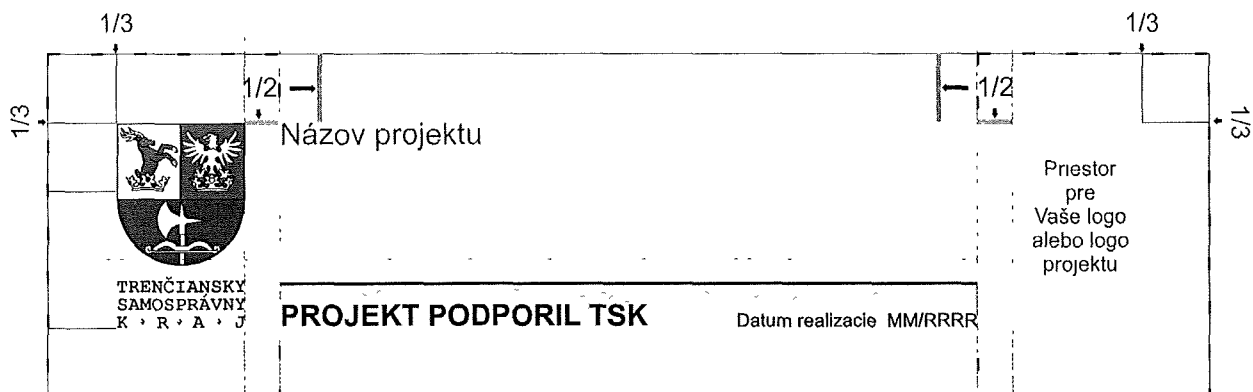 1/3
1/3
1/2
1/2
1/3
1/3
Názov projektu
Priestor
pre
Vaše logo
alebo logo
projektu
TRENČIANSKY
SAMOSPRÁVNY
K · R · A · J
PROJEKT PODPORIL TSK
Datum realizacie MM/RRRR